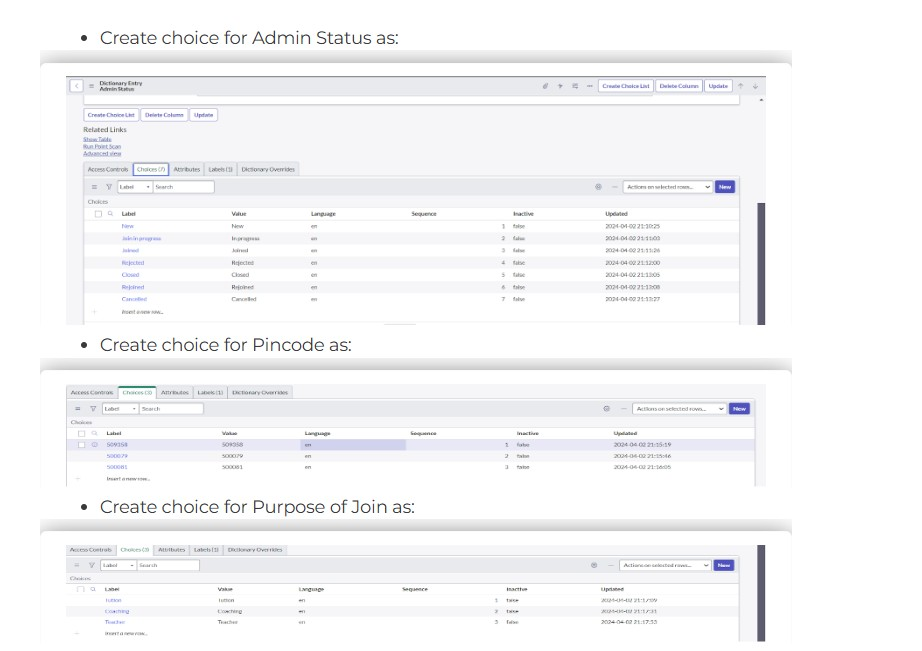 • Create choice for Admin Status as:
Dictionary Entry
Admin Status
Create Choice List Delete Column Update
Create Choice List Delete Column Update
Related Links
Show Table
Run Point Scan
Advanced view
Access Controls Choices (7) Attributes Labels (1) Dictionary Overrides
Label Search Actions on selected rows... New
Choices
Label Value Language Sequence Inactive Updated
New New en 1 false 2024-04-02 21:10:25
Join in progress In progress en 2 false 2024-04-02 21:11:03
Joined Joined en 3 false 2024-04-02 21:11:26
Rejected Rejected en 4 false 2024-04-02 21:13:00
Closed Closed en 5 false 2024-04-02 21:13:05
Rejoined Rejoined en 6 false 2024-04-02 21:13:08
Cancelled Cancelled en 7 false 2024-04-02 21:13:27
Insert a new row...
• Create choice for Pincode as:
Access Controls Choices (3) Attributes Labels (1) Dictionary Overrides
Label Search Actions on selected rows... New
Choices
Label Value Language Sequence Inactive Updated
509358 509358 en 1 false 2024-04-02 21:15:19
500079 500079 en 2 false 2024-04-02 21:15:46
500081 500081 en 3 false 2024-04-02 21:16:05
Insert a new row...
• Create choice for Purpose of Join as:
Access Controls Choices (3) Attributes Labels (1) Dictionary Overrides
Label Search Actions on selected rows... New
Choices
Label Value Language Sequence Inactive Updated
Tution Tution en 1 false 2024-04-02 21:17:09
Coaching Coaching en 2 false 2024-04-02 21:17:21
Teacher Teacher en 3 false 2024-04-02 21:17:33
Insert a new row...